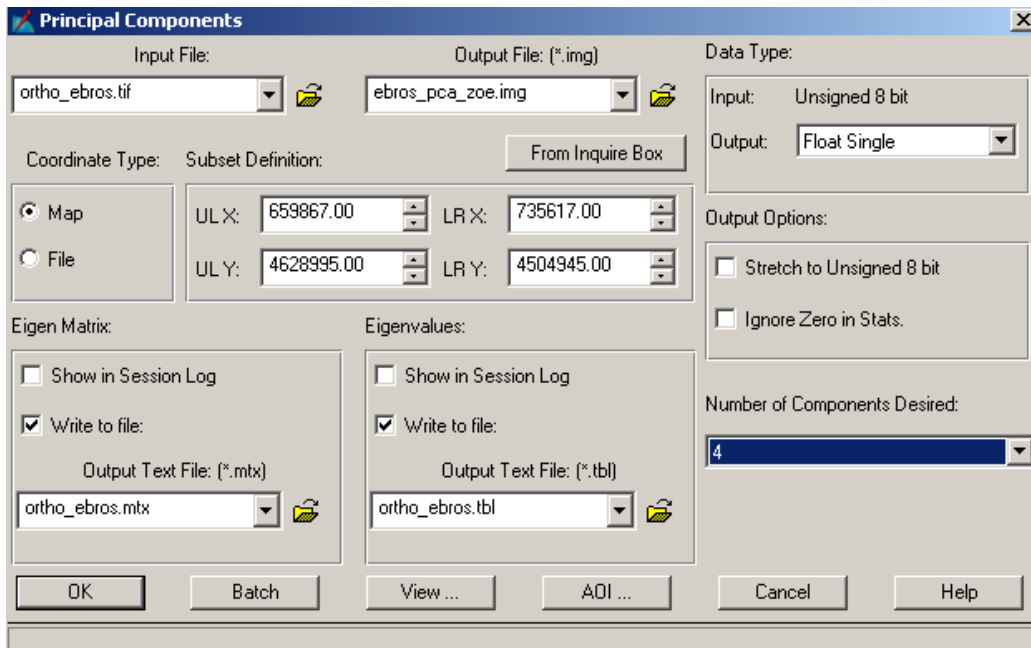 Principal Components
Input File:
ortho_ebros.tif
Output File: (*.img)
ebros_pca_zoe.img
Data Type:
Input: Unsigned 8 bit
Output: Float Single
From Inquire Box
Coordinate Type:
Map
File
Subset Definition:
UL X: 659867.00 LR X: 735617.00
UL Y: 4628995.00 LR Y: 4504945.00
Output Options:
Stretch to Unsigned 8 bit
Ignore Zero in Stats.
Eigen Matrix:
Show in Session Log
Write to file:
Output Text File: (*.mtx)
ortho_ebros.mtx
Eigenvalues:
Show in Session Log
Write to file:
Output Text File: (*.tbl)
ortho_ebros.tbl
Number of Components Desired:
4
OK Batch View ... AOI ... Cancel Help